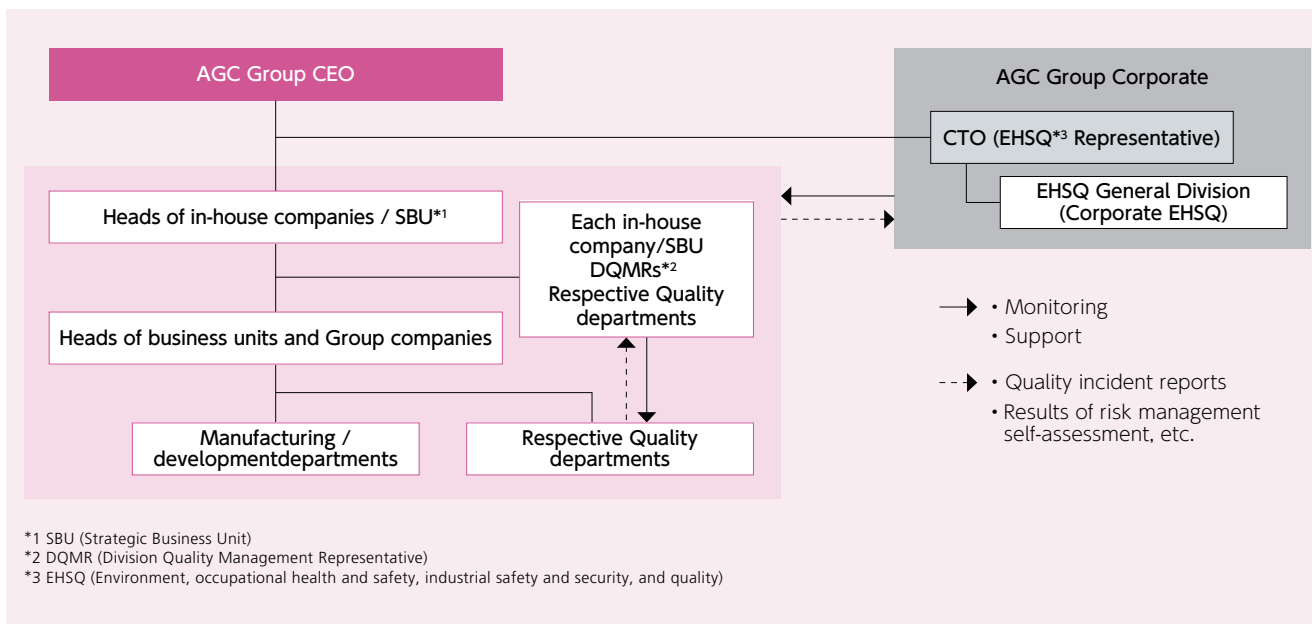 AGC Group CEO
AGC Group Corporate
CTO (EHSQ*3 Representative)
EHSQ General Division
(Corporate EHSQ)
Heads of in-house companies / SBU*1
Each in-house
company/SBU
DQMRs*2
Respective Quality
departments
Heads of business units and Group companies
Manufacturing /
developmentdepartments
Respective Quality
departments
・Monitoring
・Support
・Quality incident reports
・Results of risk management
self-assessment, etc.
*1 SBU (Strategic Business Unit)
*2 DQMR (Division Quality Management Representative)
*3 EHSQ (Environment, occupational health and safety, industrial safety and security, and quality)